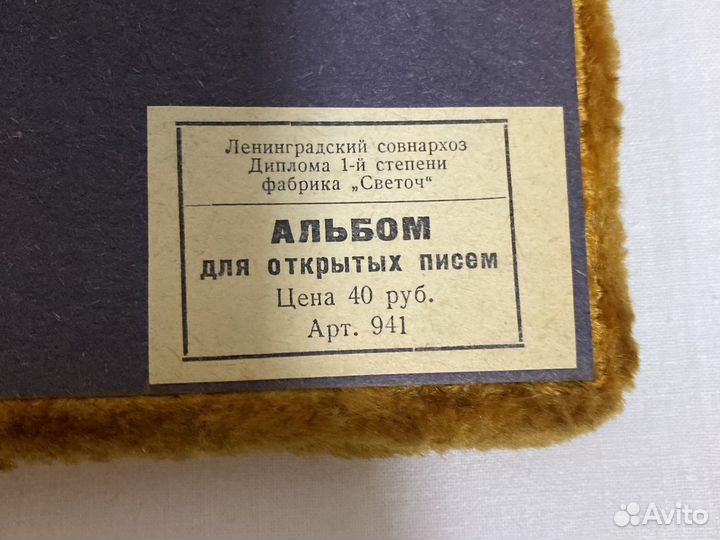 Ленинградский совнархоз
Диплома 1-й степени
фабрика „Светоч“
АЛЬБОМ
для открытых писем
Цена 40 руб.
Арт. 941
Avito